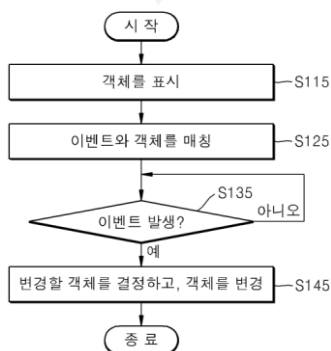 시 작
객체를 표시
S115
이벤트와 객체를 매칭
S125
S135
이벤트 발생?
아니오
예
변경할 객체를 결정하고, 객체를 변경
S145
종 료